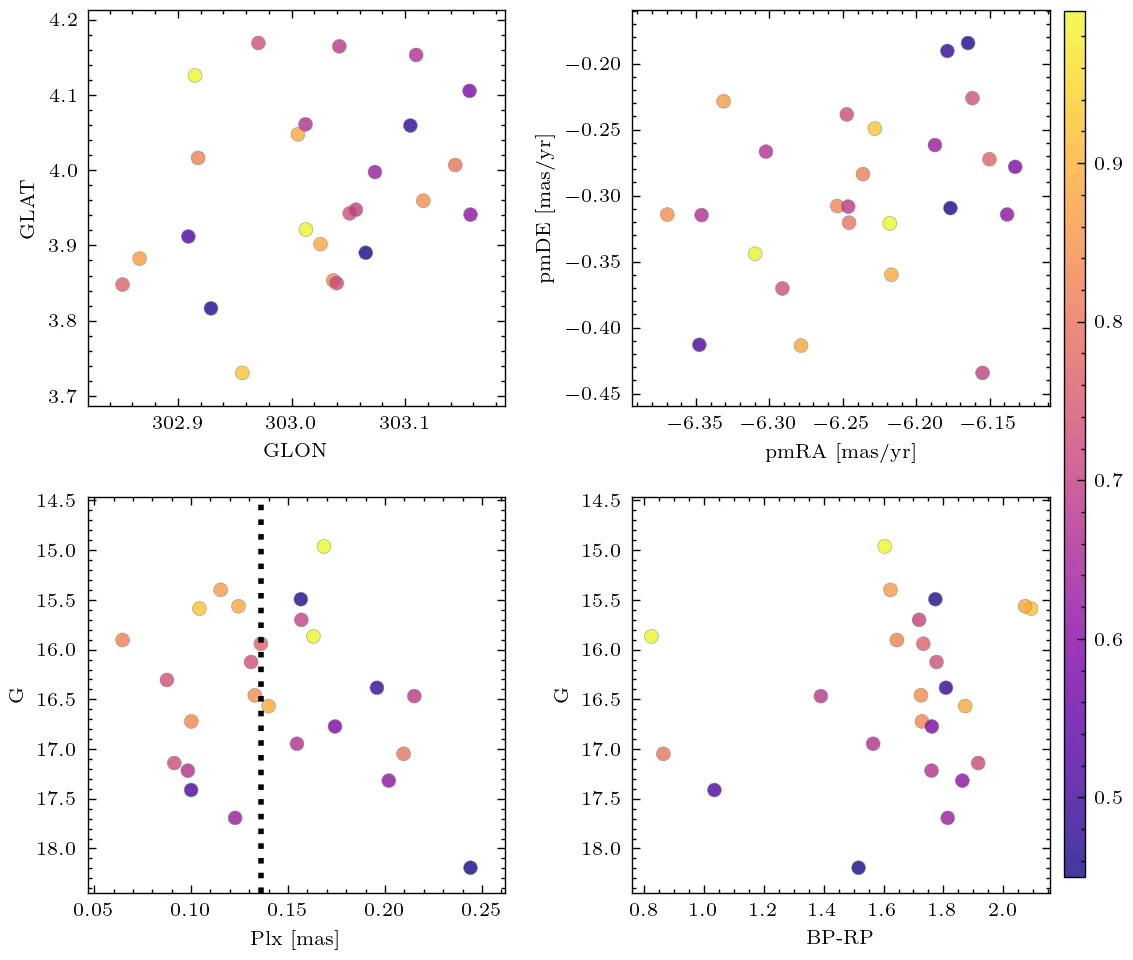 4.2
4.1
4.0
3.9
3.8
3.7
GLAT
302.9 303.0 303.1
GLON
−0.20
−0.25
−0.30
−0.35
−0.40
−0.45
pmDE [mas/yr]
−6.35 −6.30 −6.25 −6.20 −6.15
pmRA [mas/yr]
14.5
15.0
15.5
16.0
16.5
17.0
17.5
18.0
G
0.05 0.10 0.15 0.20 0.25
Plx [mas]
14.5
15.0
15.5
16.0
16.5
17.0
17.5
18.0
G
0.8 1.0 1.2 1.4 1.6 1.8 2.0
BP-RP
0.9
0.8
0.7
0.6
0.5